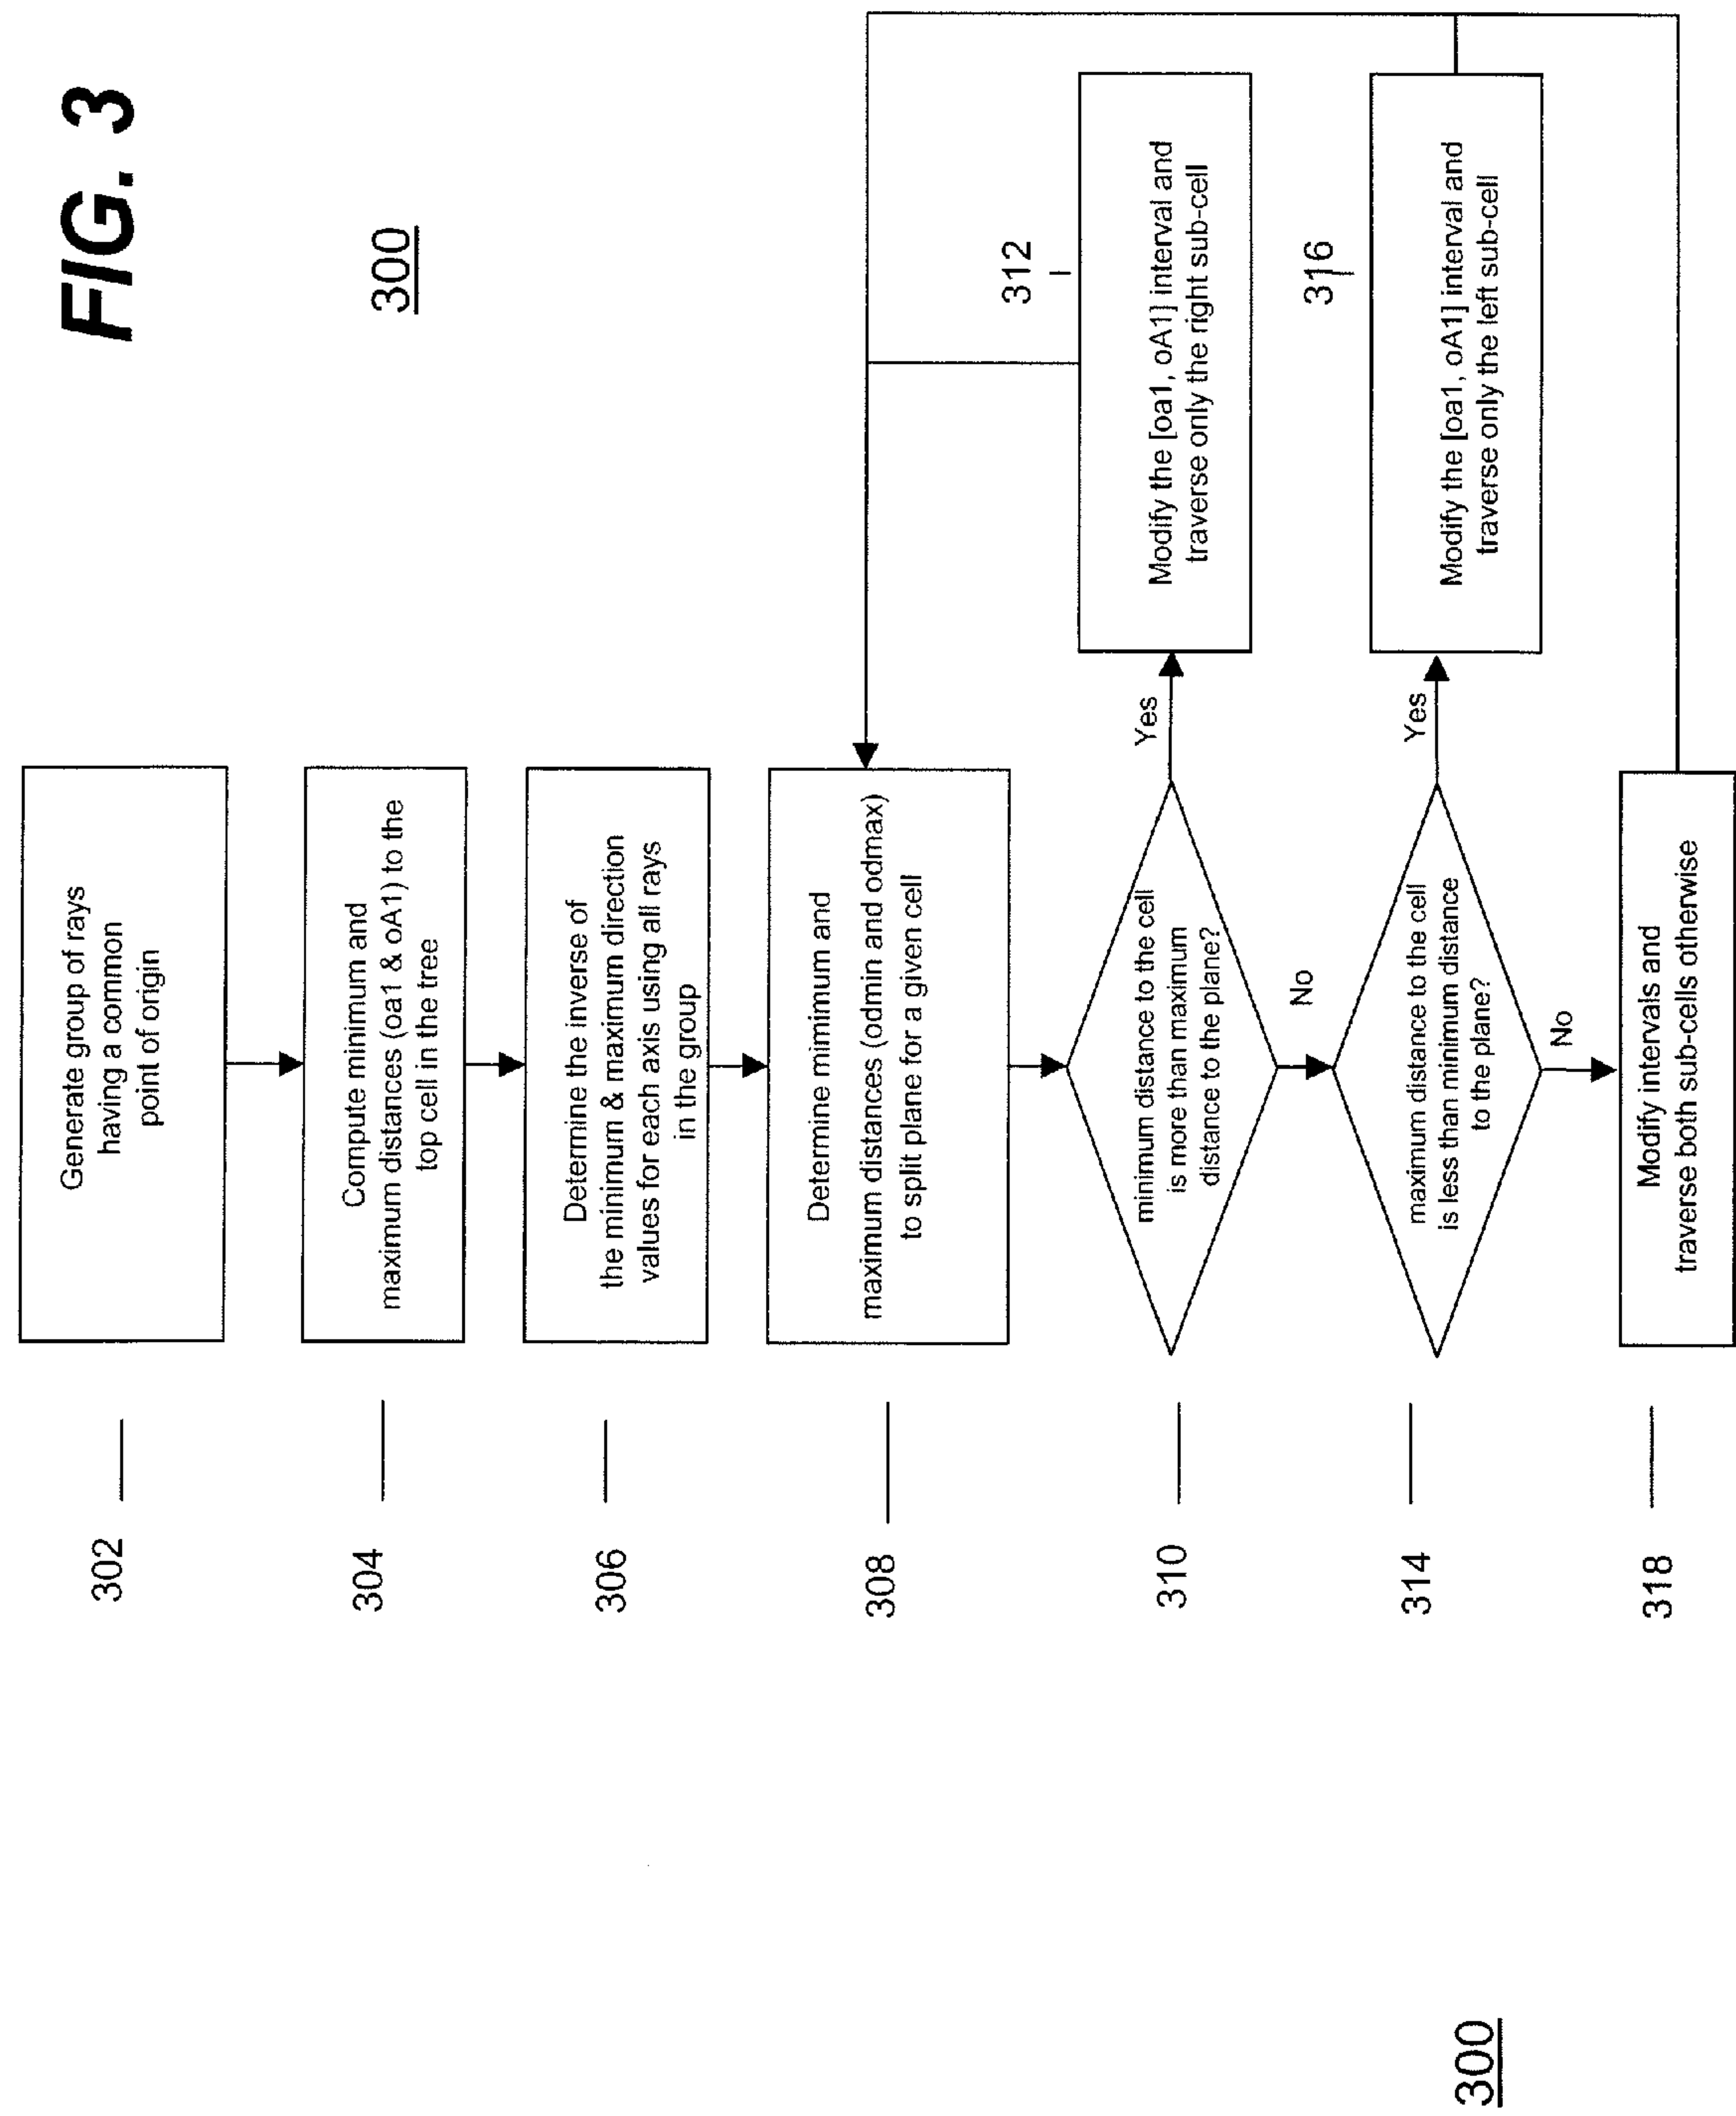 FIG. 3
300
302
Generate group of rays
having a common
point of origin
304
Compute minimum and
maximum distances (oa1 & oA1) to the
top cell in the tree
306
Determine the inverse of
the minimum & maximum direction
values for each axis using all rays
in the group
308
Determine mimimum and
maximum distances (odmin and odmax)
to split plane for a given cell
310
minimum distance to the cell
is more than maximum
distance to the plane?
Yes
312
Modify the [oa1, oA1] interval and
traverse only the right sub-cell
No
314
maximum distance to the cell
is less than minimum distance
to the plane?
Yes
316
Modify the [oa1, oA1] interval and
traverse only the left sub-cell
No
318
Modify intervals and
traverse both sub-cells otherwise
300